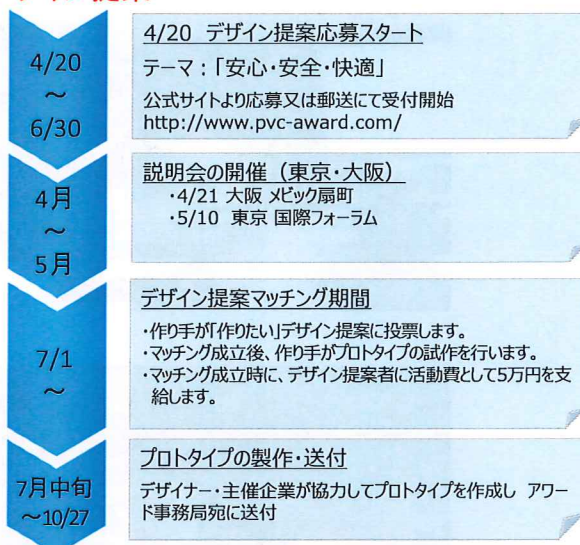 4/20
～
6/30
4/20 デザイン提案応募スタート
テーマ：「安心・安全・快適」
公式サイトより応募又は郵送にて受付開始
http://www.pvc-award.com/
4月
～
5月
説明会の開催（東京・大阪）
・4/21 大阪 メビック扇町
・5/10 東京 国際フォーラム
7/1
～
デザイン提案マッチング期間
・作り手が「作りたい」デザイン提案に投票します。
・マッチング成立後、作り手がプロトタイプの試作を行います。
・マッチング成立時に、デザイン提案者に活動費として5万円を支
給します。
7月中旬
～10/27
プロトタイプの製作・送付
デザイナー・主催企業が協力してプロトタイプを作成し アワー
ド事務局宛に送付